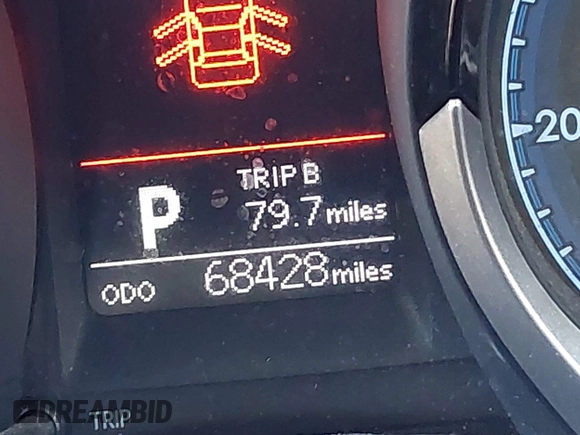 20
TRIP B
P
79.7 miles
ODO 68428 miles
DREAMBID
TRIP